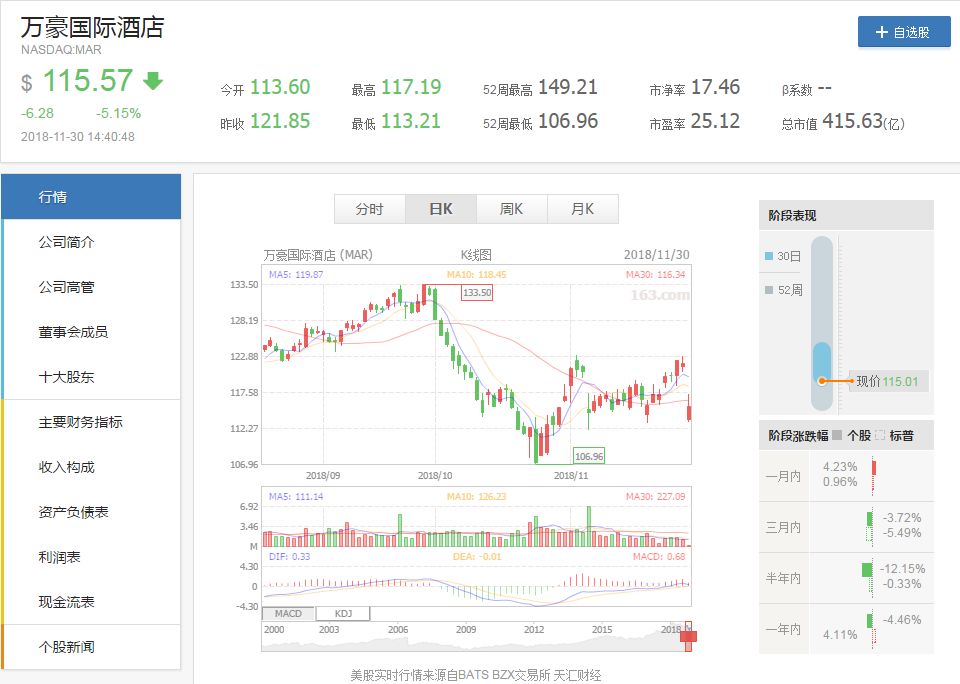 万豪国际酒店
NASDAQ:MAR
＋ 自选股
$ 115.57
-6.28 -5.15%
2018-11-30 14:40:48
今开 113.60 最高 117.19 52周最高 149.21 市净率 17.46 β系数 --
昨收 121.85 最低 113.21 52周最低 106.96 市盈率 25.12 总市值 415.63(亿)
行情
公司简介
公司高管
董事会成员
十大股东
主要财务指标
收入构成
资产负债表
利润表
现金流表
个股新闻
分时 日K 周K 月K
万豪国际酒店 (MAR) K线图 2018/11/30
MA5: 119.87 MA10: 118.45 MA30: 116.34
163.com
133.50
133.50
128.19
122.88
117.58
112.27
106.96
106.96
2018/09 2018/10 2018/11
MA5: 111.14 MA10: 126.23 MA30: 227.09
6.92
3.46
M
DIF: 0.33 DEA: -0.01 MACD: 0.68
4.30
0
-4.30
MACD KDJ
2000 2003 2006 2009 2012 2015 2018
美股实时行情来源自BATS BZX交易所 天汇财经
阶段表现
30日
52周
现价115.01
阶段涨跌幅 个股 标普
一月内 4.23%
0.96%
三月内 -3.72%
-5.49%
半年内 -12.15%
-0.33%
一年内 -4.46%
4.11%